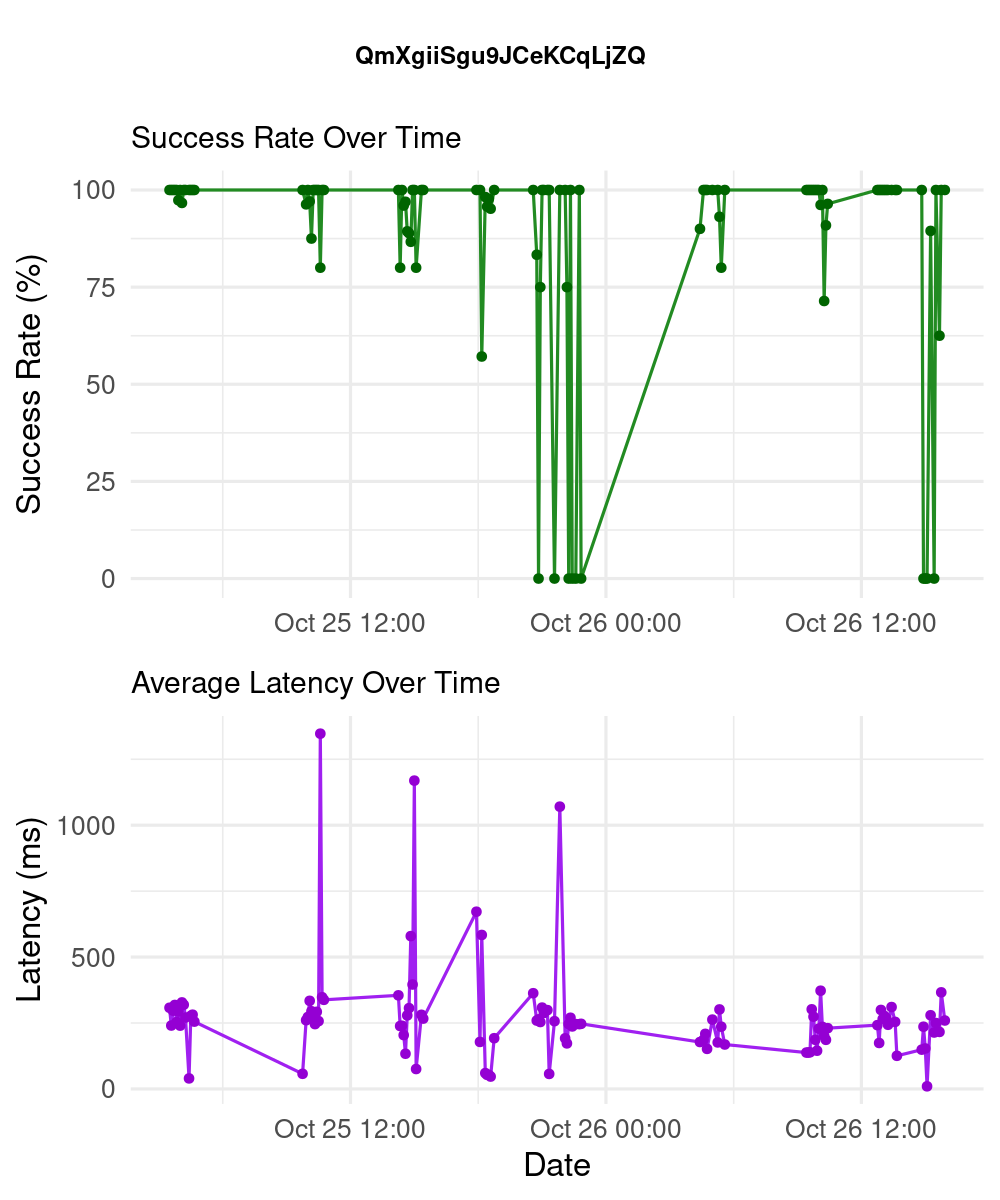 QmXgiiSgu9JCeKCqLjZQ
Success Rate Over Time
Success Rate (%)
100
75
50
25
0
Oct 25 12:00
Oct 26 00:00
Oct 26 12:00
Average Latency Over Time
Latency (ms)
1000
500
0
Oct 25 12:00
Oct 26 00:00
Oct 26 12:00
Date